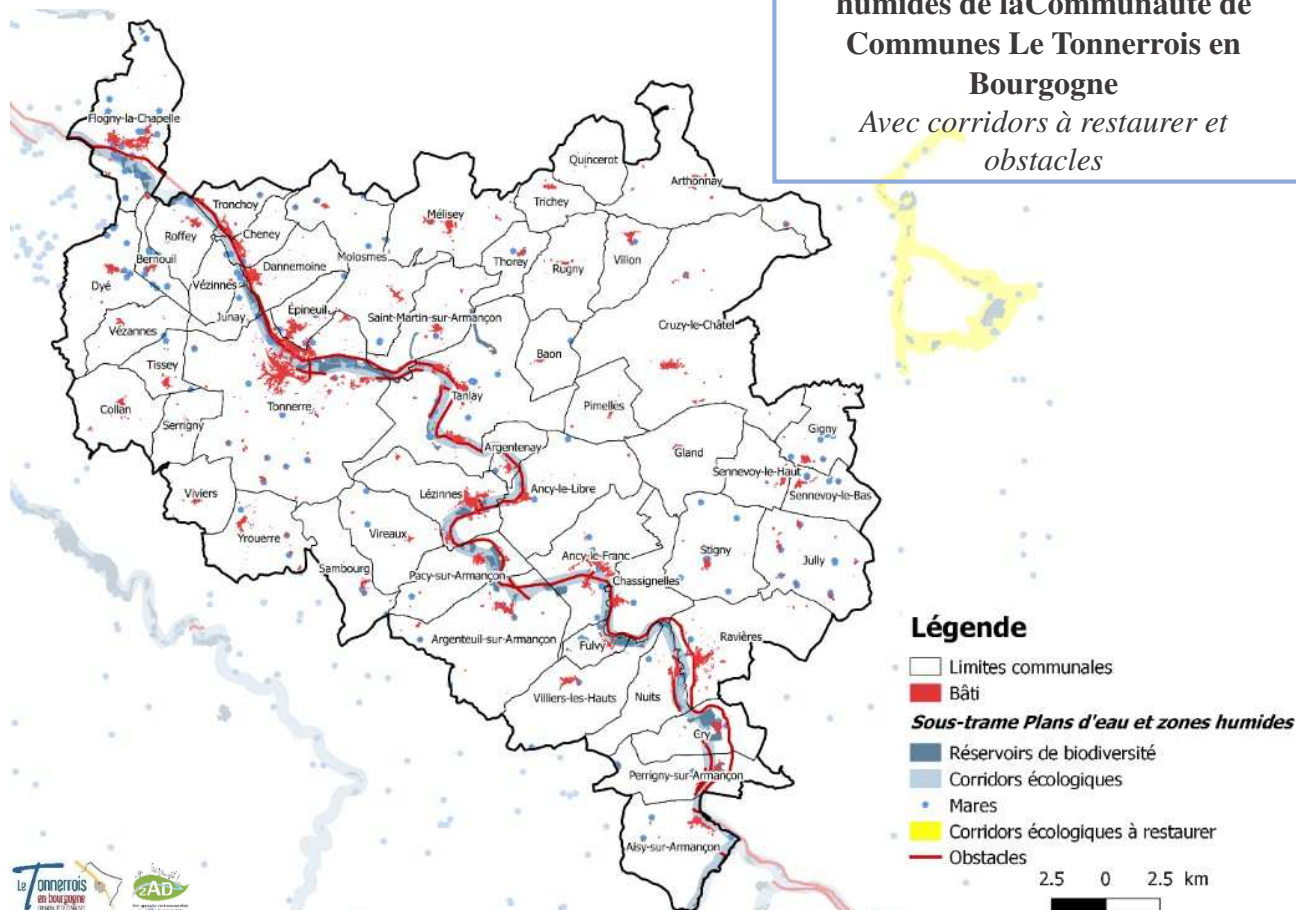 humides de laCommunauté de
Communes Le Tonnerrois en
Bourgogne
Avec corridors à restaurer et
obstacles
Flogny-la-Chapelle
Quincerot
Arthonnay
Trichey
Tronchoy
Mélisey
Roffey
Cheney
Molosmes
Thorey
Rugny
Villon
Bernouil
Dannemoine
Dyé
Vézinnes
Junay
Épineuil
Saint-Martin-sur-Armançon
Cruzy-le-Châtel
Vézannes
Baon
Tissey
Tanlay
Collan
Tonnerre
Pimelles
Serrigny
Gigny
Argentenay
Gland
Sennevoy-le-Haut
Viviers
Lézinnes
Ancy-le-Libre
Sennevoy-le-Bas
Yrouerre
Vireaux
Sambourg
Ancy-le-Franc
Stigny
Jully
Pacy-sur-Armançon
Chassignelles
Argenteuil-sur-Armançon
Fulvy
Ravières
Villiers-les-Hauts
Nuits
Cry
Perrigny-sur-Armançon
Aisy-sur-Armançon
Légende
Limites communales
Bâti
Sous-trame Plans d'eau et zones humides
Réservoirs de biodiversité
Corridors écologiques
Mares
Corridors écologiques à restaurer
Obstacles
2.5 0 2.5 km
Le Tonnerrois
en bourgogne
2AD